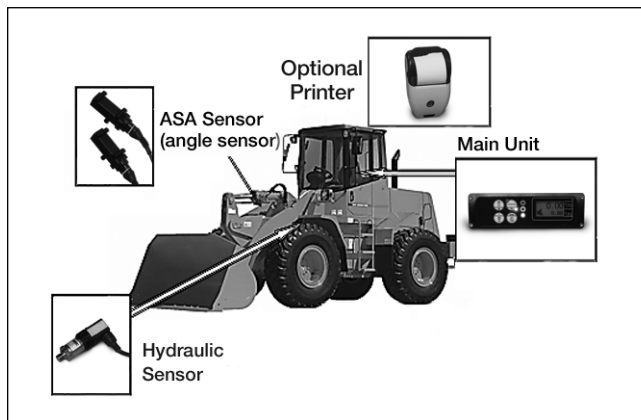 Optional
Printer
ASA Sensor
(angle sensor)
Main Unit
Hydraulic
Sensor